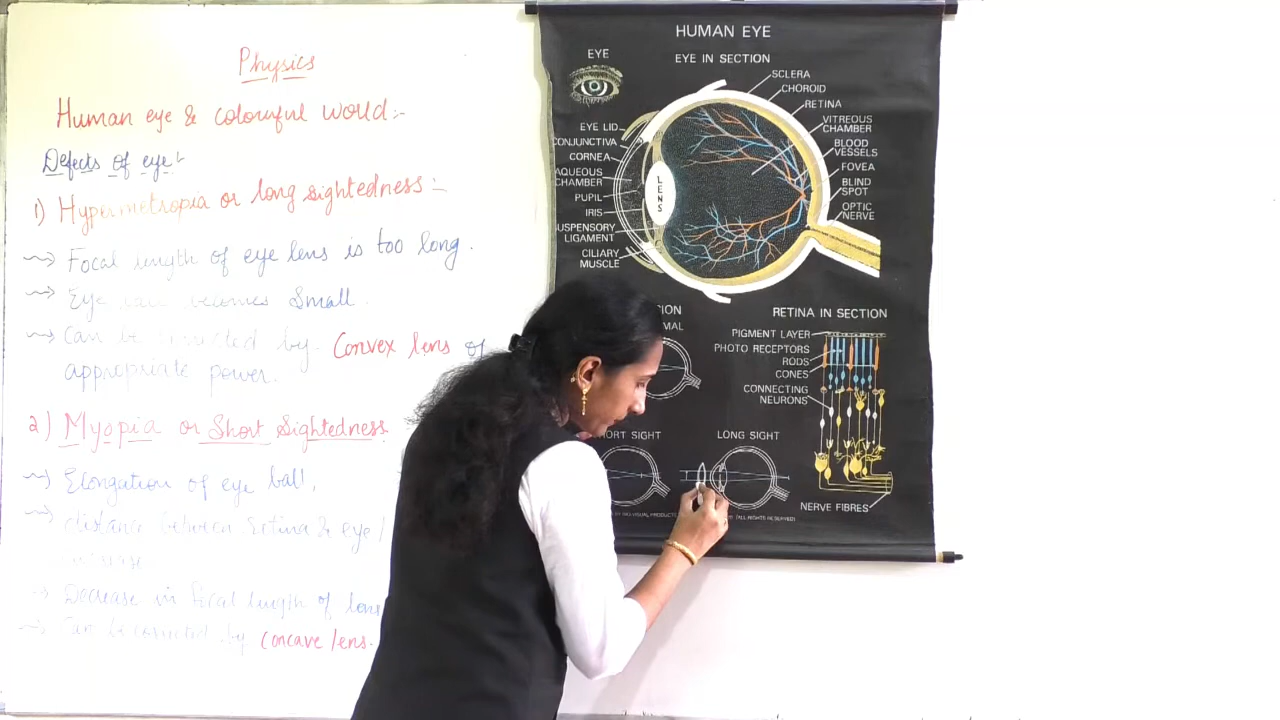 Physics
Human eye & colourful world:-
Defects of eye
1) Hypermetropia or long sightedness:-
Focal length of eye lens is too long.
Eye becomes Small.
Can be corrected by Convex lens of
appropriate power.
2) Myopia or Short Sightedness
Elongation of eye ball.
distance between retina & eye
Decrease in focal length of lens
Can be corrected by concave lens.
HUMAN EYE
EYE
EYE IN SECTION
SCLERA
CHOROID
RETINA
VITREOUS
CHAMBER
BLOOD
VESSELS
FOVEA
BLIND
SPOT
OPTIC
NERVE
EYE LID
CONJUNCTIVA
CORNEA
AQUEOUS
CHAMBER
PUPIL
IRIS
USPENSORY
LIGAMENT
CILIARY
MUSCLE
LENS
ION
MAL
HORT SIGHT
LONG SIGHT
RETINA IN SECTION
PIGMENT LAYER
PHOTO RECEPTORS
RODS
CONES
CONNECTING
NEURONS
NERVE FIBRES